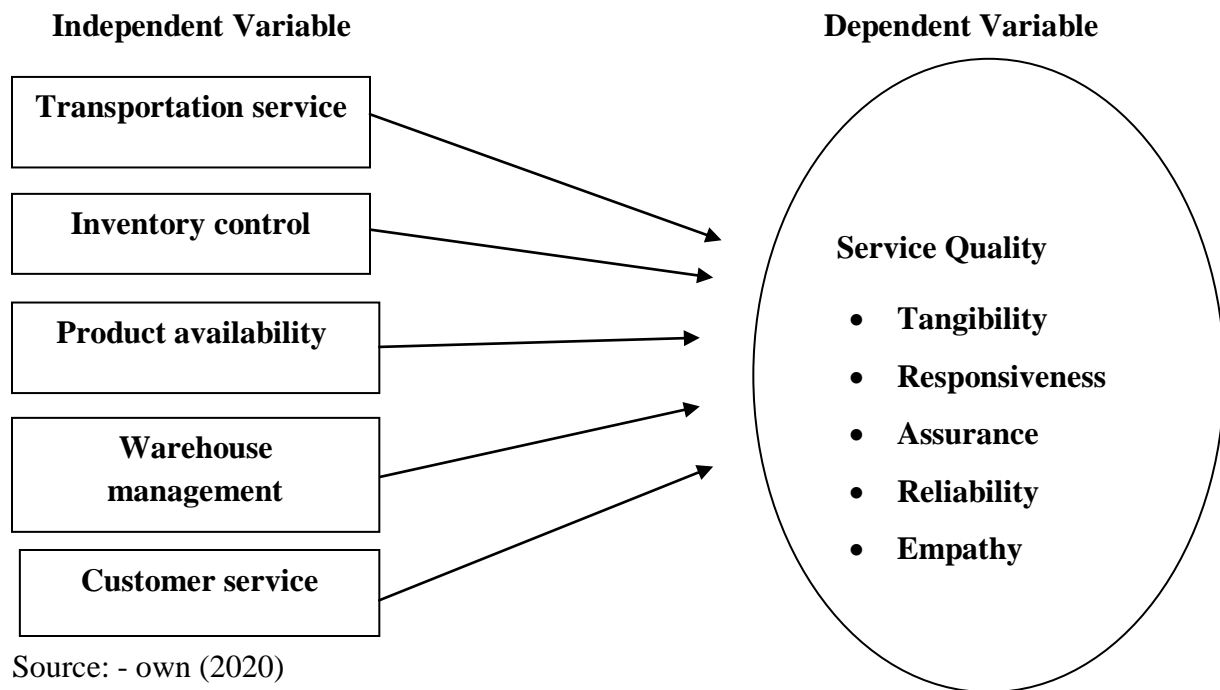 Independent Variable
Dependent Variable
Transportation service
Inventory control
Product availability
Warehouse
management
Customer service
Service Quality
• Tangibility
• Responsiveness
• Assurance
• Reliability
• Empathy
Source: - own (2020)